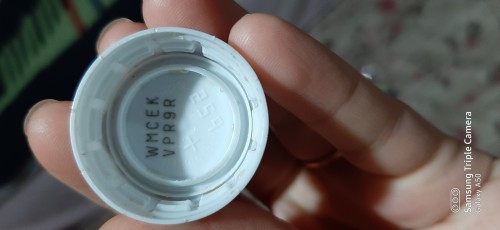 WMCEK
VPR9R
Samsung Triple Camera
Galaxy A50